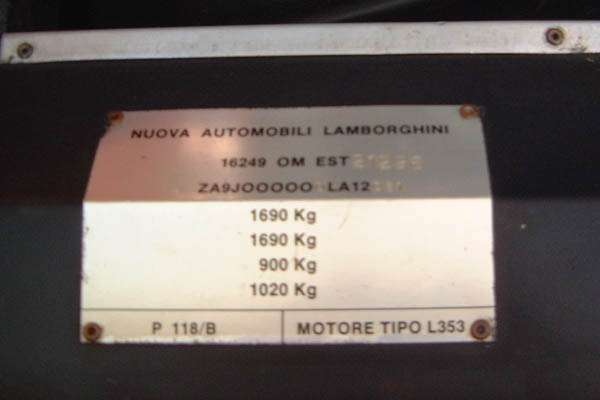 NUOVA AUTOMOBILI LAMBORGHINI
16249 OM EST
1690 Kg
1690 Kg
900 Kg
1020 Kg
P 118/B MOTORE TIPO L353